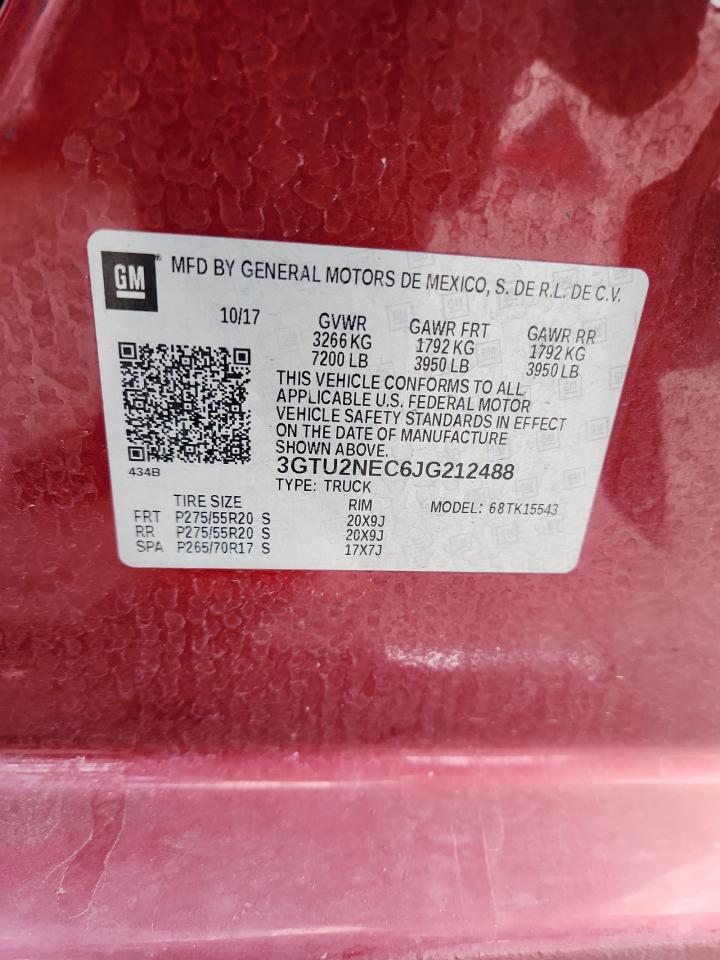 GM® MFD BY GENERAL MOTORS DE MEXICO, S. DE R.L. DE C.V.
10/17 GVWR GAWR FRT GAWR RR
3266 KG 1792 KG 1792 KG
7200 LB 3950 LB 3950 LB
THIS VEHICLE CONFORMS TO ALL
APPLICABLE U.S. FEDERAL MOTOR
VEHICLE SAFETY STANDARDS IN EFFECT
ON THE DATE OF MANUFACTURE
SHOWN ABOVE.
434B
3GTU2NEC6JG212488
TYPE: TRUCK MODEL: 68TK15543
TIRE SIZE RIM
FRT P275/55R20 S 20X9J
RR P275/55R20 S 20X9J
SPA P265/70R17 S 17X7J